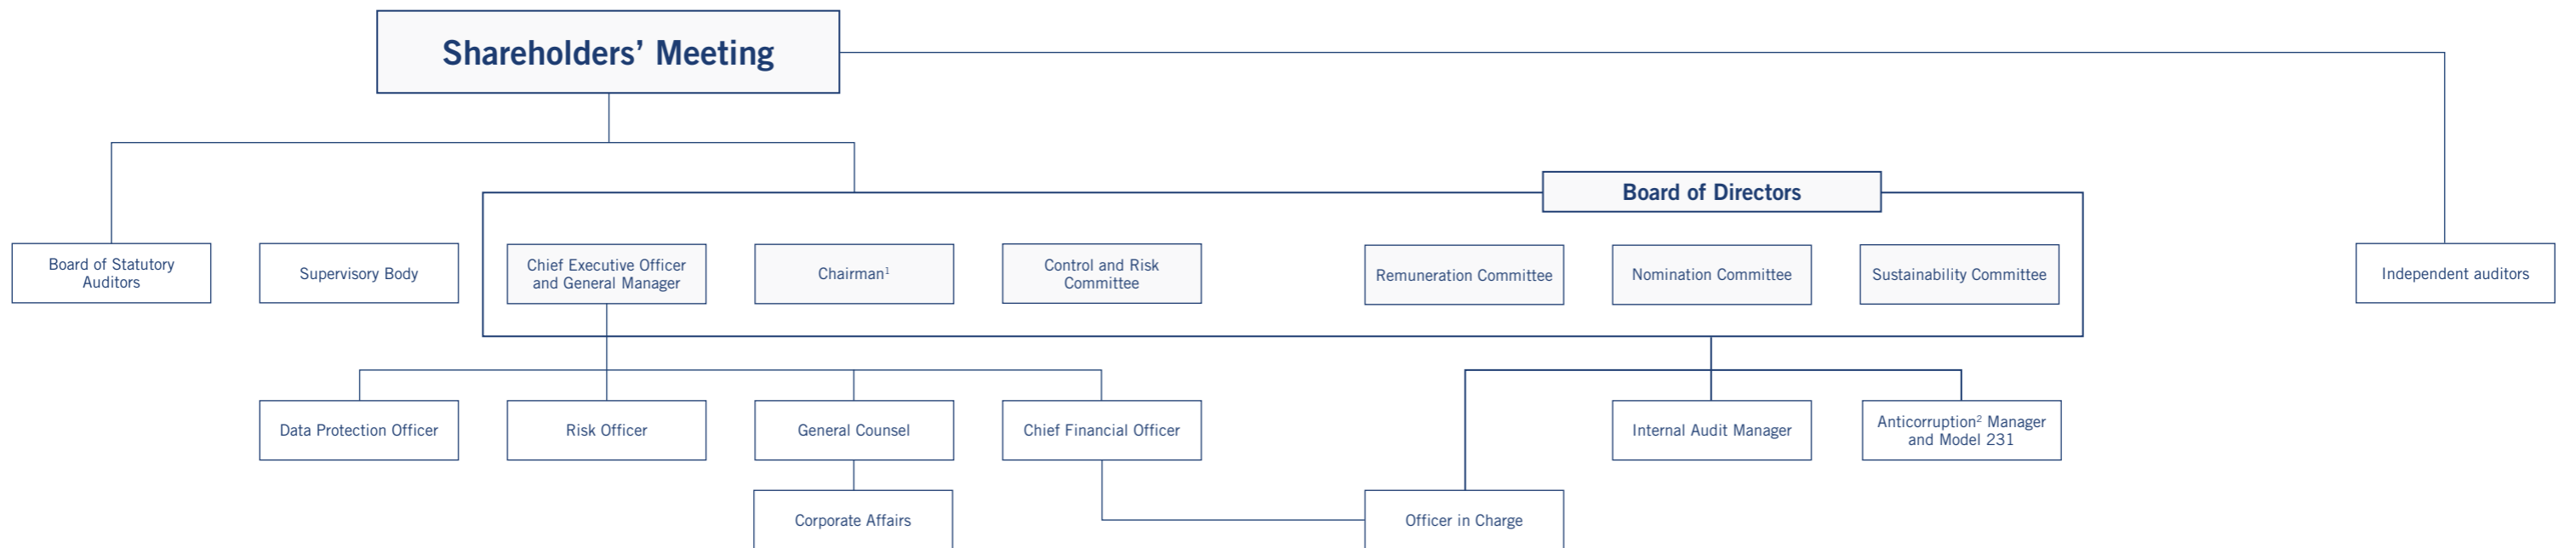 Shareholders’ Meeting
Board of Directors
Board of Statutory
Auditors
Supervisory Body
Chief Executive Officer
and General Manager
Chairman¹
Control and Risk
Committee
Remuneration Committee
Nomination Committee
Sustainability Committee
Independent auditors
Data Protection Officer
Risk Officer
General Counsel
Chief Financial Officer
Internal Audit Manager
Anticorruption² Manager
and Model 231
Corporate Affairs
Officer in Charge